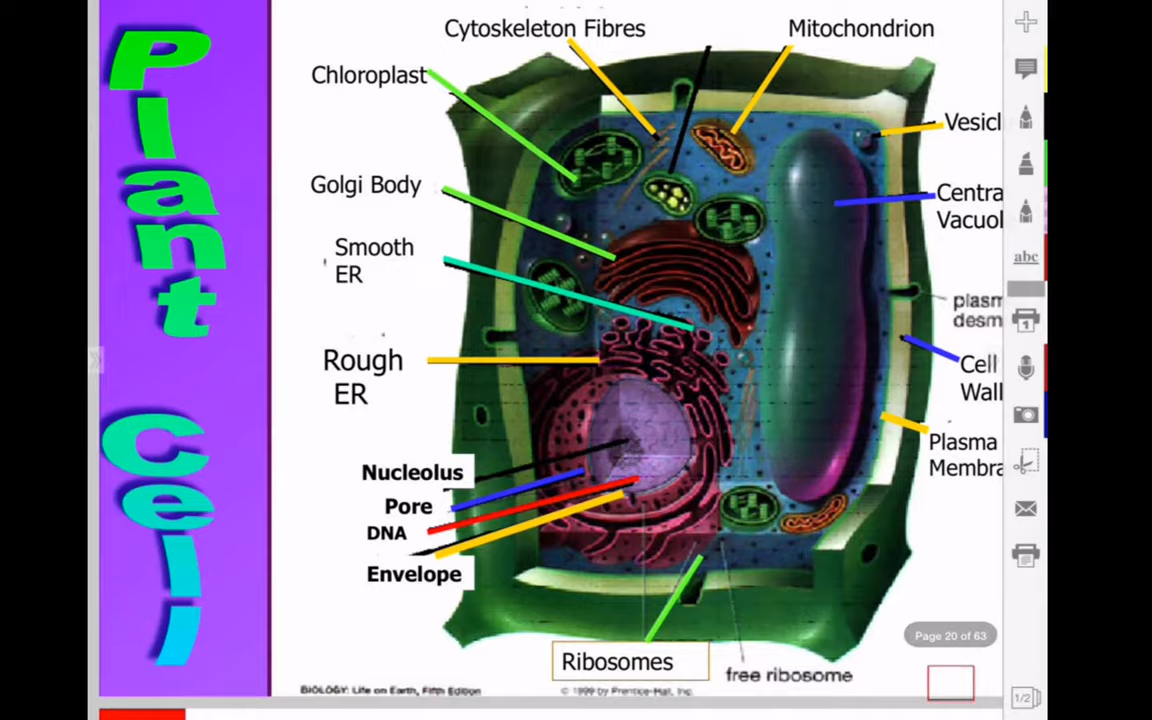 Plant
Cell
Cytoskeleton Fibres
Mitochondrion
Chloroplast
Vesicl
Golgi Body
Centra
Vacuol
Smooth
ER
plasm
desm
Rough
ER
Cell
Wall
Plasma
Membra
Nucleolus
Pore
DNA
Envelope
Ribosomes
free ribosome
BIOLOGY: Life on Earth, Fifth Edition
© 1999 by Prentice-Hall, Inc.
abc
1
Page 20 of 63
1/2